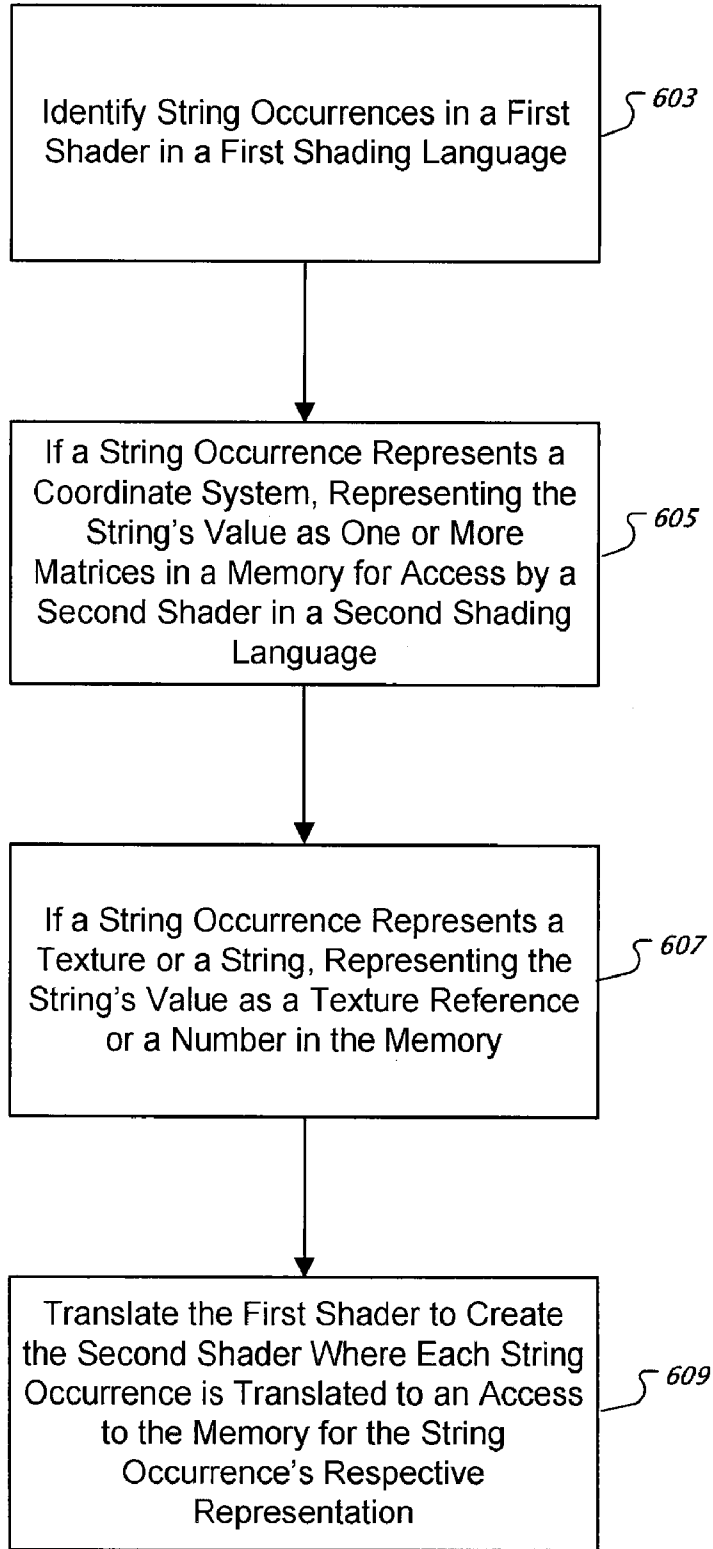 Identify String Occurrences in a First
Shader in a First Shading Language
603
If a String Occurrence Represents a
Coordinate System, Representing the
String's Value as One or More
Matrices in a Memory for Access by a
Second Shader in a Second Shading
Language
605
If a String Occurrence Represents a
Texture or a String, Representing the
String's Value as a Texture Reference
or a Number in the Memory
607
Translate the First Shader to Create
the Second Shader Where Each String
Occurrence is Translated to an Access
to the Memory for the String
Occurrence's Respective
Representation
609